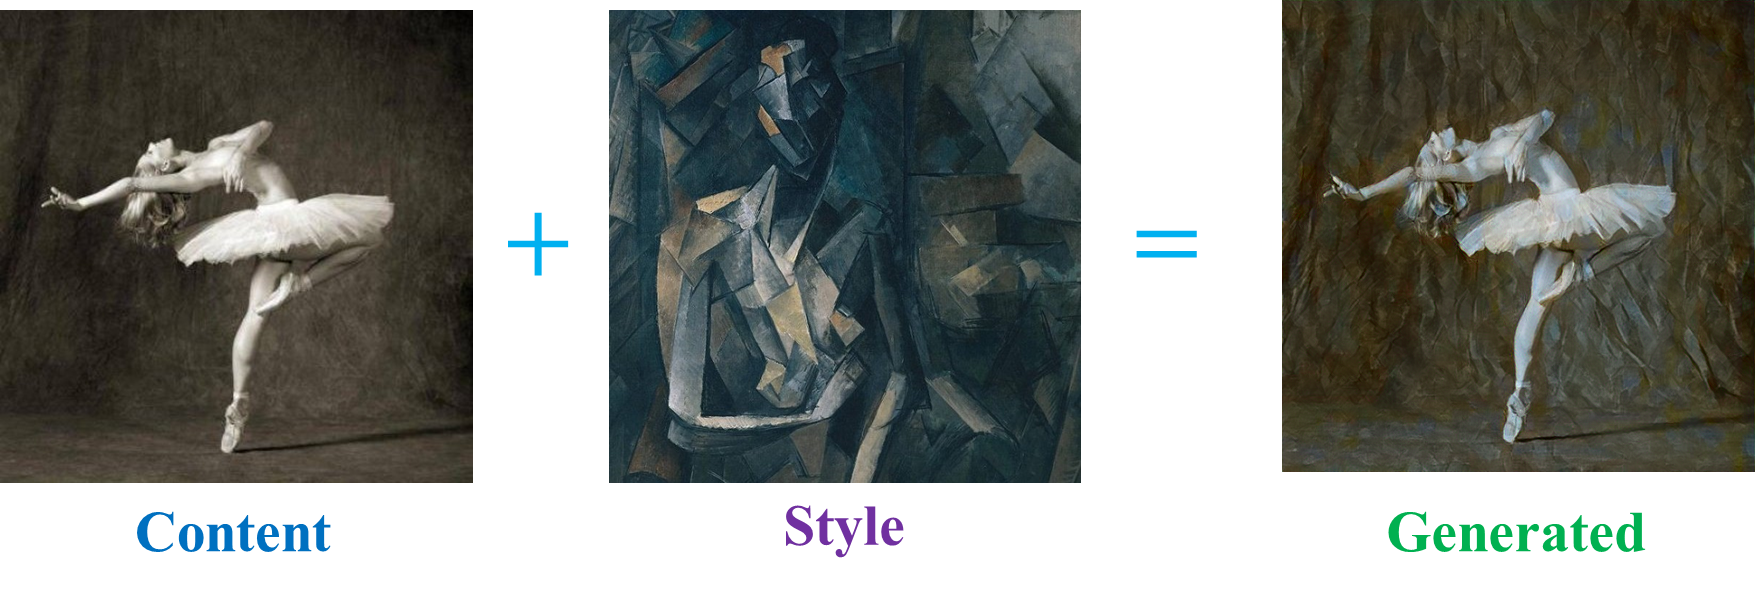 +
=
Content
Style
Generated